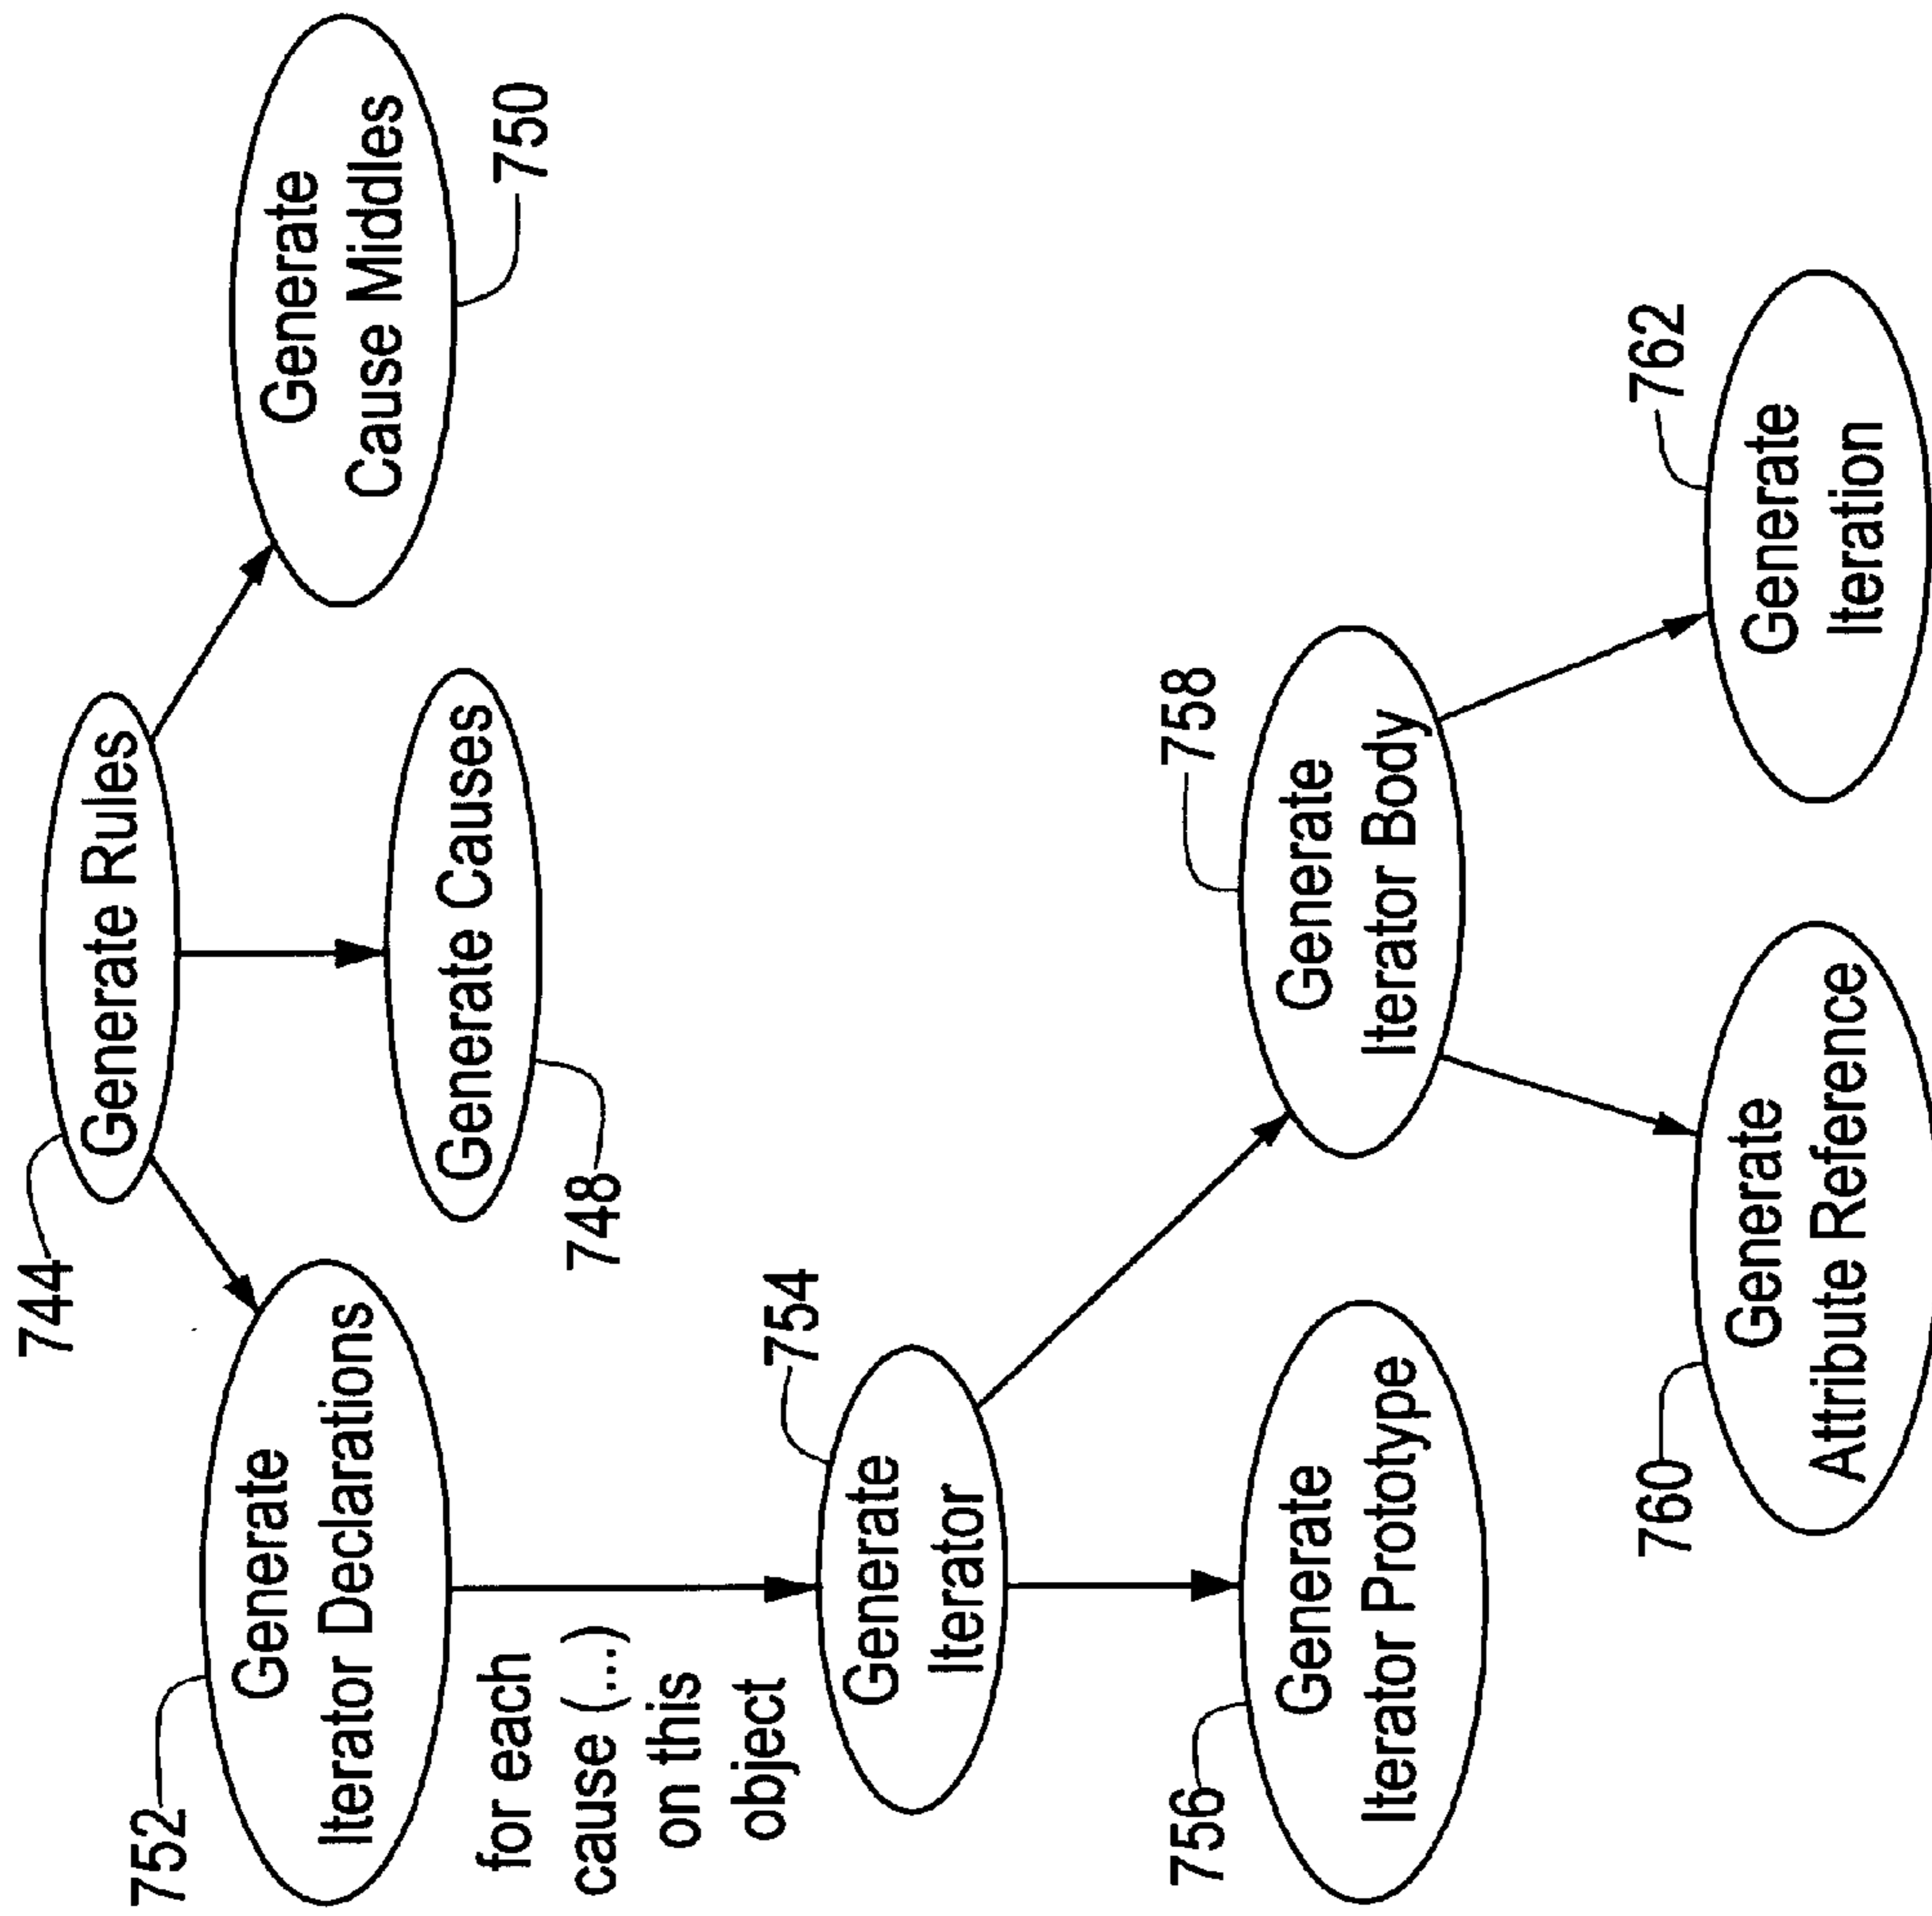 744
Generate Rules
752
Generate
Iterator Declarations
Generate Causes
748
Generate
Cause Middles
750
for each
cause (...)
on this
object
754
Generate
Iterator
756
Generate
Iterator Prototype
758
Generate
Iterator Body
760
Generate
Attribute Reference
762
Generate
Iteration